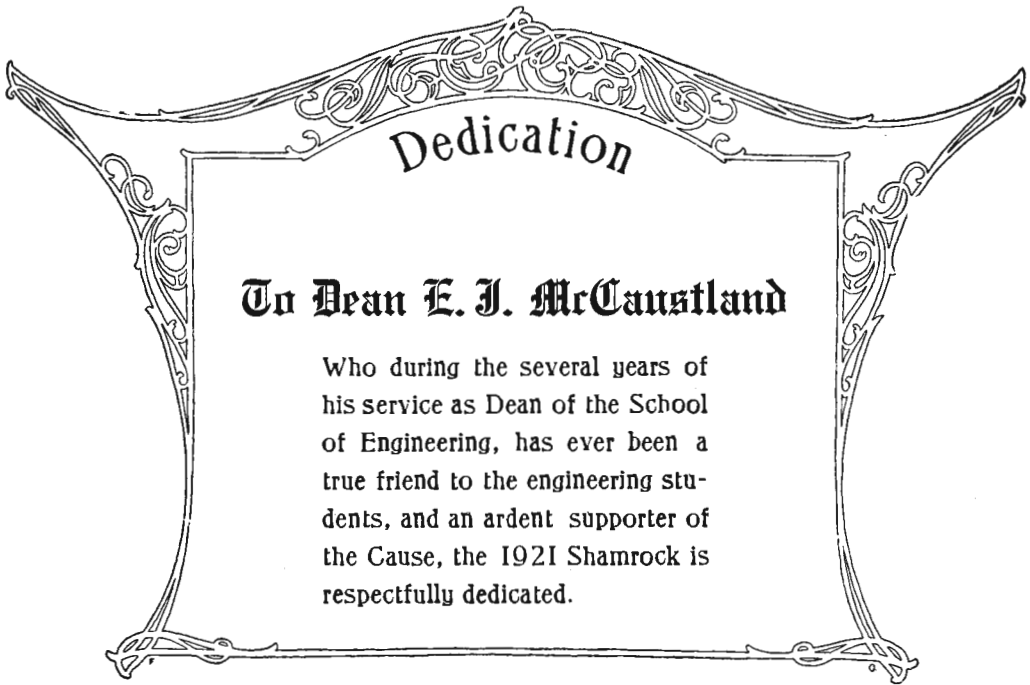 Dedication
To Dean E. J. McCaustland
Who during the several years of
his service as Dean of the School
of Engineering, has ever been a
true friend to the engineering stu-
dents, and an ardent supporter of
the Cause, the 1921 Shamrock is
respectfully dedicated.
F
G